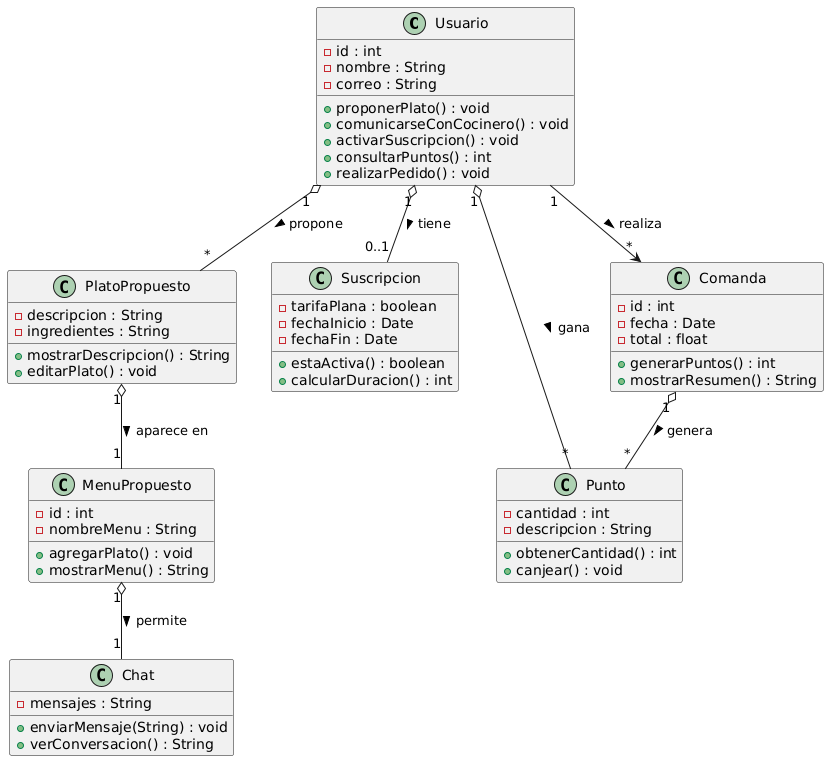 C Usuario
id : int
nombre : String
correo : String
proponerPlato() : void
comunicarseConCocinero() : void
activarSuscripcion() : void
consultarPuntos() : int
realizarPedido() : void
1 1 1 1
propone
tiene
realiza
* 0..1 *
C PlatoPropuesto
descripcion : String
ingredientes : String
mostrarDescripcion() : String
editarPlato() : void
C Suscripcion
tarifaPlana : boolean
fechaInicio : Date
fechaFin : Date
estaActiva() : boolean
calcularDuracion() : int
gana
C Comanda
id : int
fecha : Date
total : float
generarPuntos() : int
mostrarResumen() : String
1
aparece en
1
1
genera
* *
C MenuPropuesto
id : int
nombreMenu : String
agregarPlato() : void
mostrarMenu() : String
C Punto
cantidad : int
descripcion : String
obtenerCantidad() : int
canjear() : void
1
permite
1
C Chat
mensajes : String
enviarMensaje(String) : void
verConversacion() : String